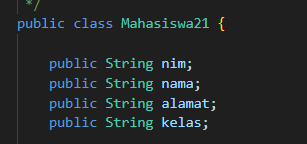 */
public class Mahasiswa21 {
public String nim;
public String nama;
public String alamat;
public String kelas;